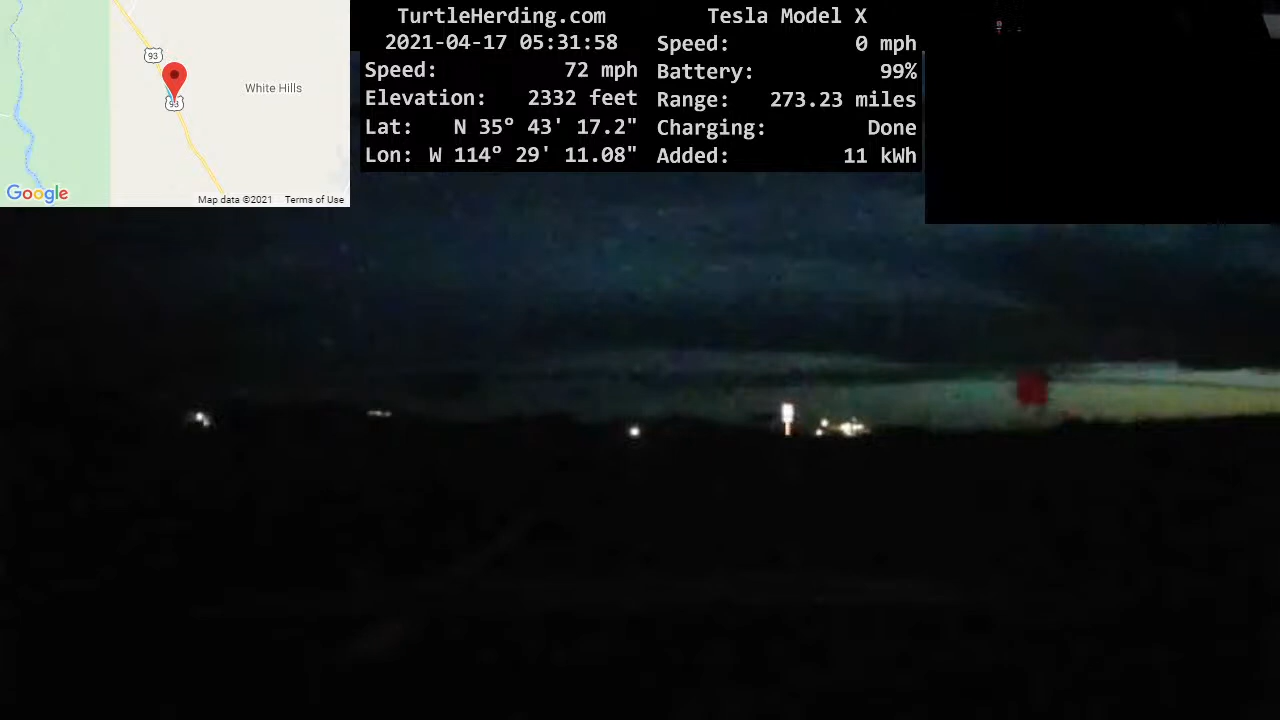 93
White Hills
93
Google
Map data ©2021 Terms of Use
TurtleHerding.com
2021-04-17 05:31:58
Speed: 72 mph
Elevation: 2332 feet
Lat: N 35° 43' 17.2"
Lon: W 114° 29' 11.08"
Tesla Model X
Speed: 0 mph
Battery: 99%
Range: 273.23 miles
Charging: Done
Added: 11 kWh